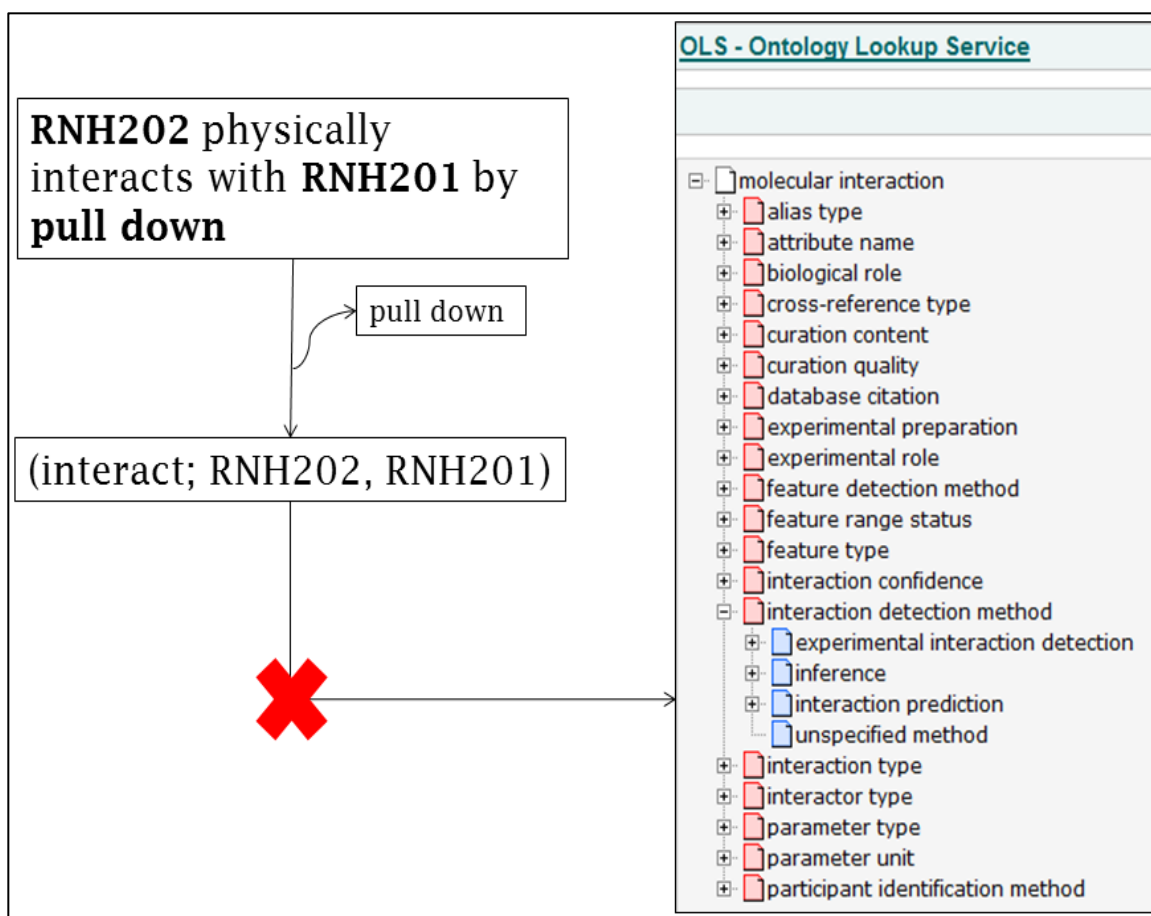 RNH202 physically
interacts with RNH201 by
pull down
pull down
(interact; RNH202, RNH201)
OLS - Ontology Lookup Service
molecular interaction
alias type
attribute name
biological role
cross-reference type
curation content
curation quality
database citation
experimental preparation
experimental role
feature detection method
feature range status
feature type
interaction confidence
interaction detection method
experimental interaction detection
inference
interaction prediction
unspecified method
interaction type
interactor type
parameter type
parameter unit
participant identification method